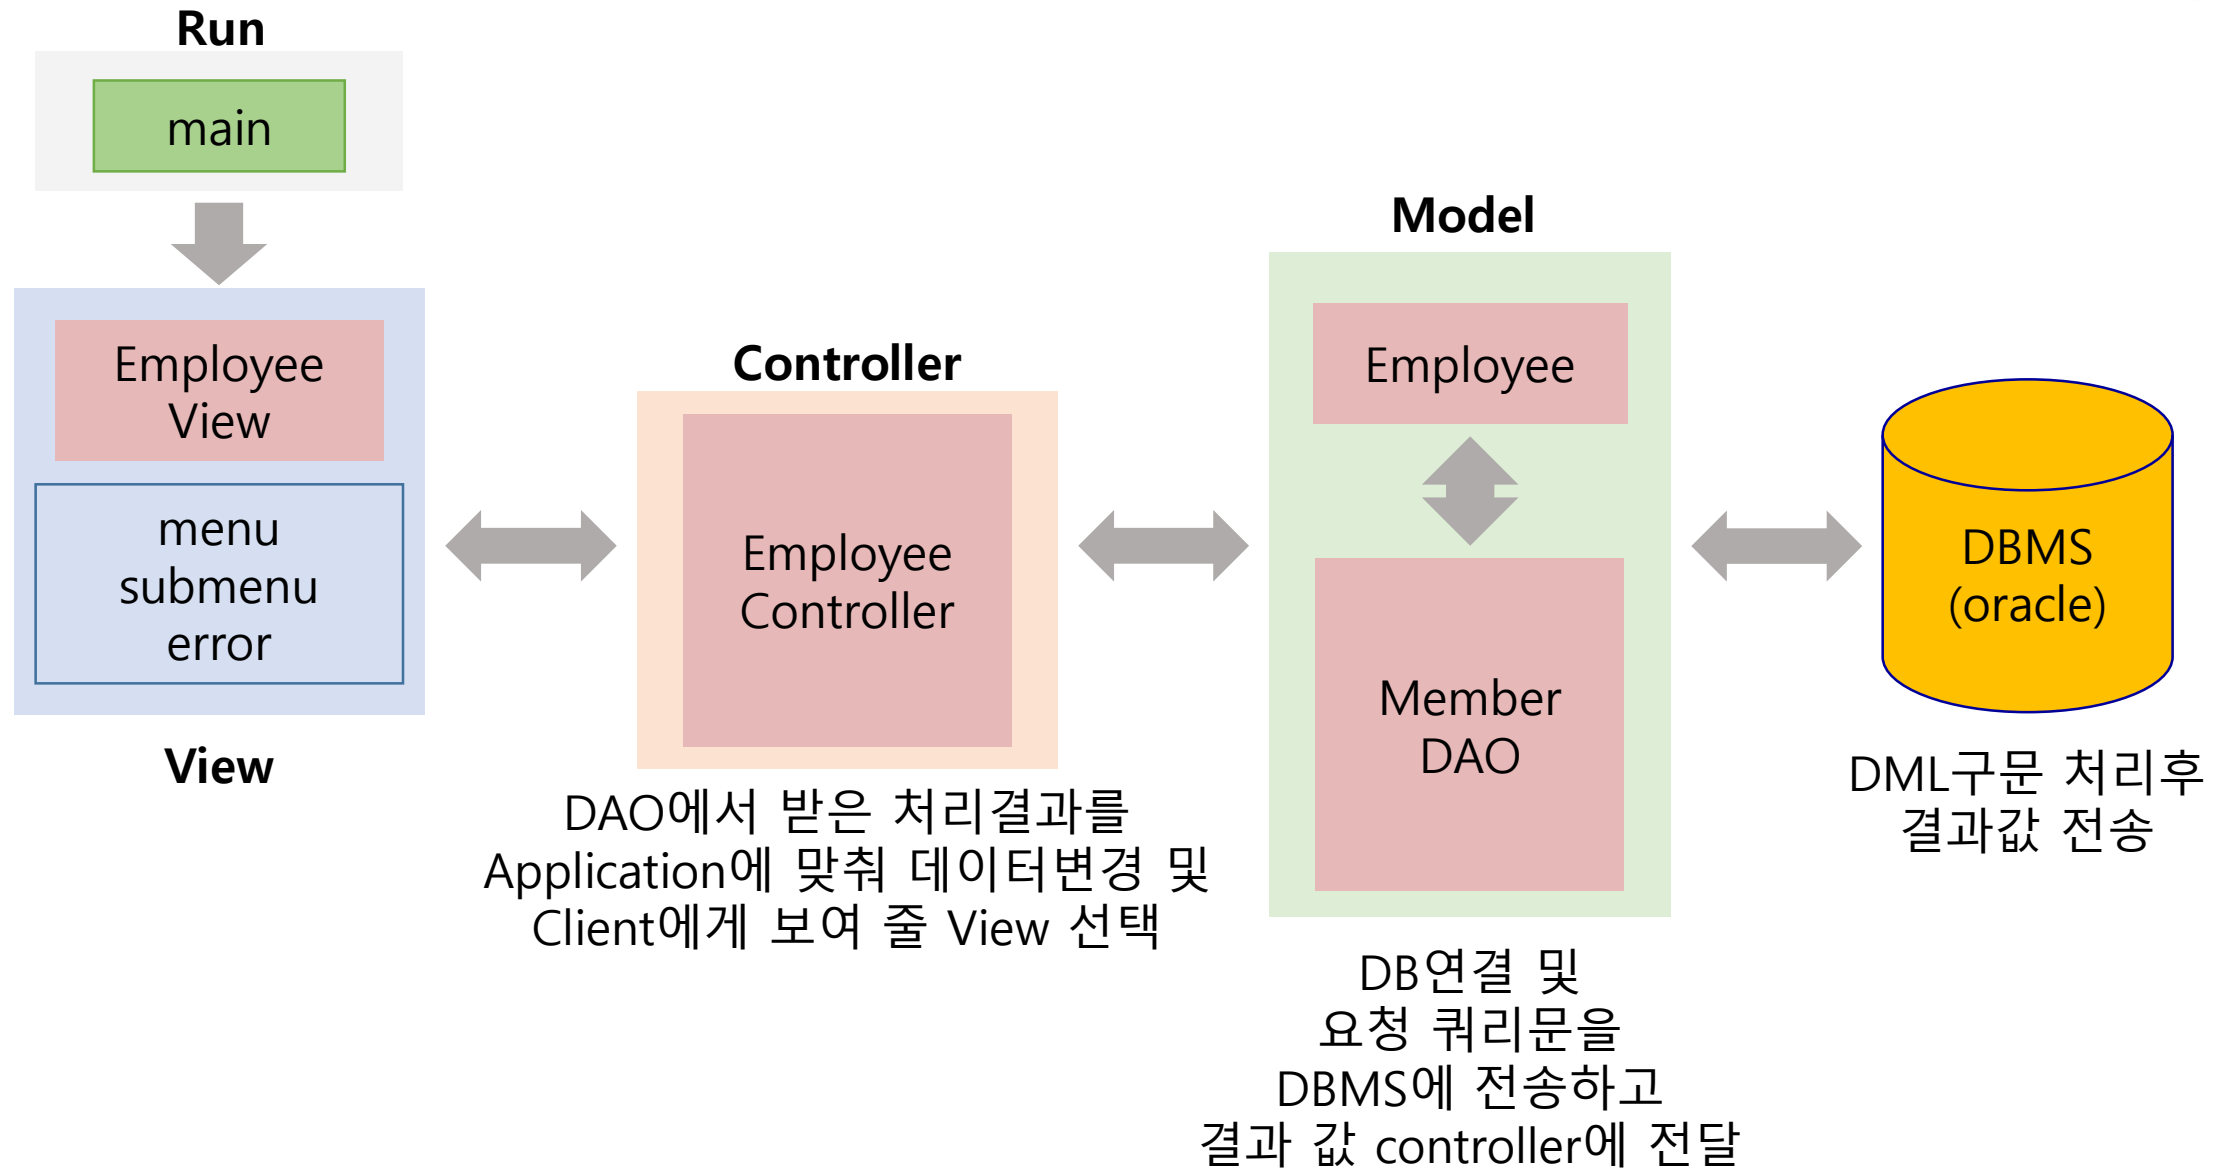 Run
main
Employee
View
menu
submenu
error
View
Controller
Employee
Controller
DAO에서 받은 처리결과를
Application에 맞춰 데이터변경 및
Client에게 보여 줄 View 선택
Model
Employee
Member
DAO
DB연결 및
요청 쿼리문을
DBMS에 전송하고
결과 값 controller에 전달
DBMS
(oracle)
DML구문 처리후
결과값 전송